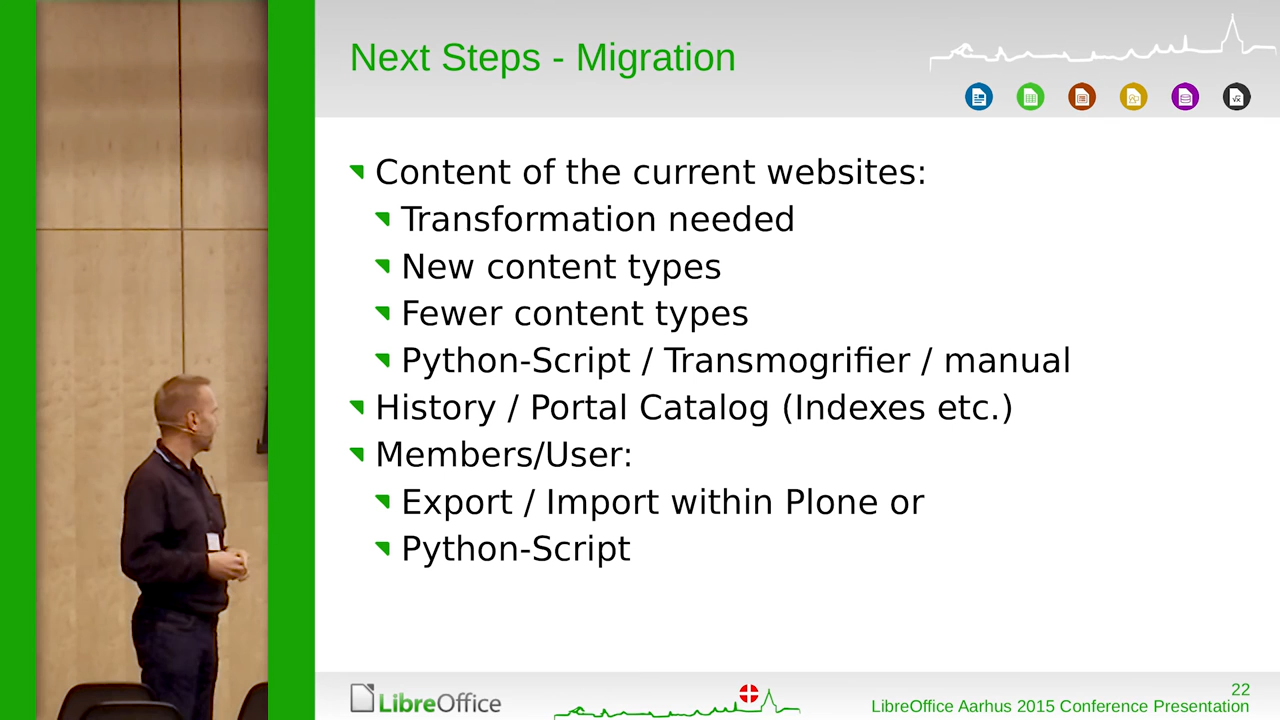 Next Steps - Migration
Content of the current websites:
Transformation needed
New content types
Fewer content types
Python-Script / Transmogrifier / manual
History / Portal Catalog (Indexes etc.)
Members/User:
Export / Import within Plone or
Python-Script
LibreOffice
22
LibreOffice Aarhus 2015 Conference Presentation